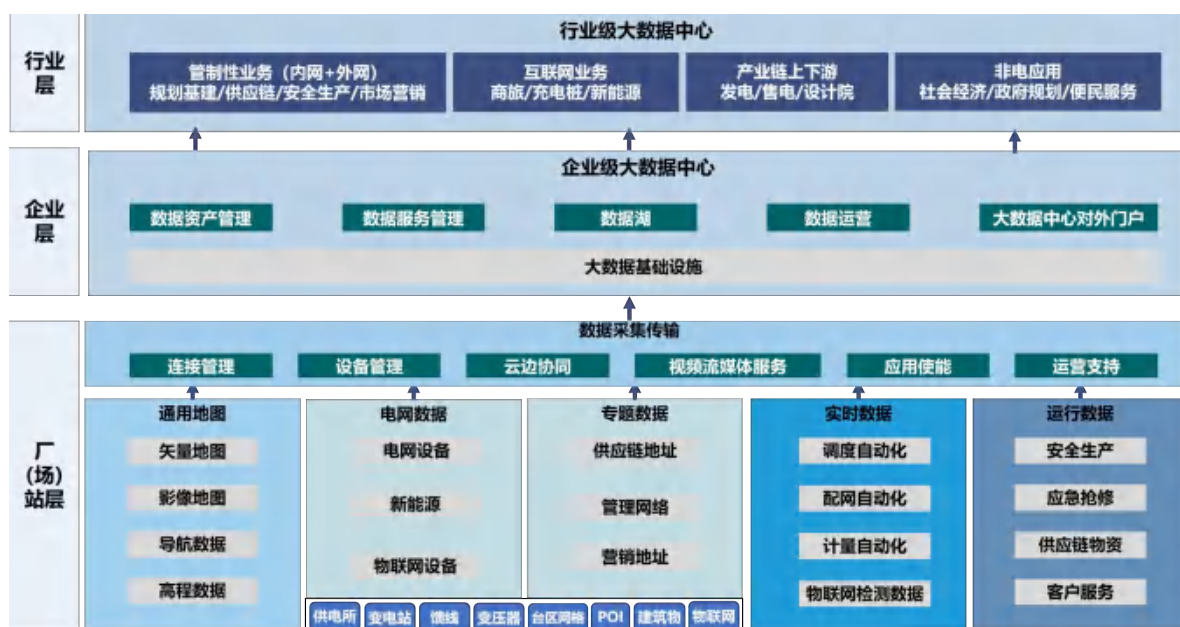 行业层
行业级大数据中心
管制性业务（内网+外网）
规划基建/供应链/安全生产/市场营销
互联网业务
商旅/充电桩/新能源
产业链上下游
发电/售电/设计院
非电应用
社会经济/政府规划/便民服务
企业层
企业级大数据中心
数据资产管理
数据服务管理
数据湖
数据运营
大数据中心对外门户
大数据基础设施
厂（场）站层
数据采集传输
连接管理
设备管理
云边协同
视频流媒体服务
应用使能
运营支持
通用地图
矢量地图
影像地图
导航数据
高程数据
电网数据
电网设备
新能源
物联网设备
专题数据
供应链地址
管理网络
营销地址
实时数据
调度自动化
配网自动化
计量自动化
物联网检测数据
运行数据
安全生产
应急抢修
供应链物资
客户服务
供电所
变电站
馈线
变压器
台区网络
POI
建筑物
物联网